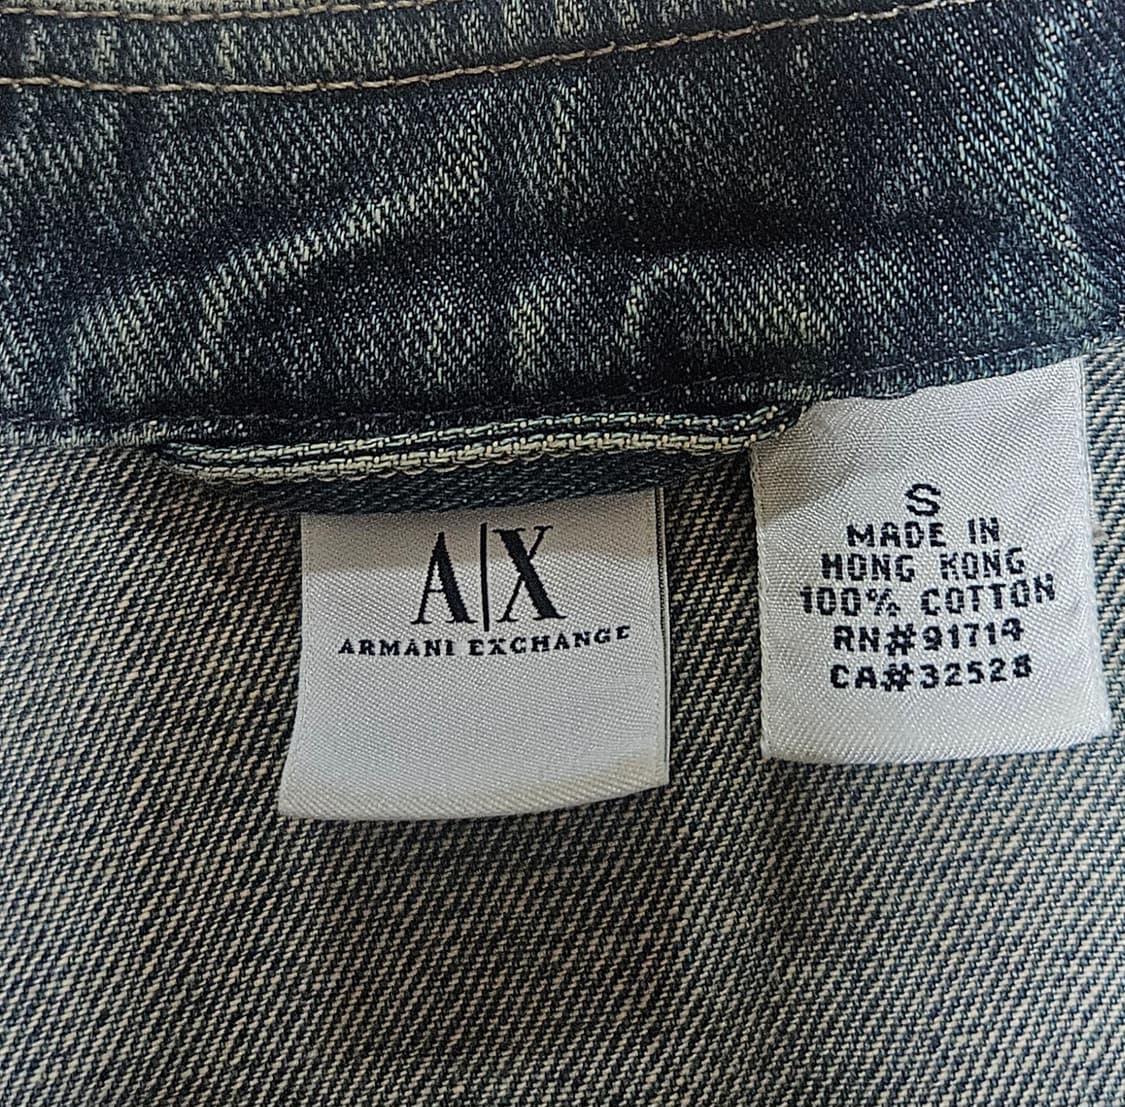 A|X
ARMANI EXCHANGE
S
MADE IN
HONG KONG
100% COTTON
RN#91714
CA#32528